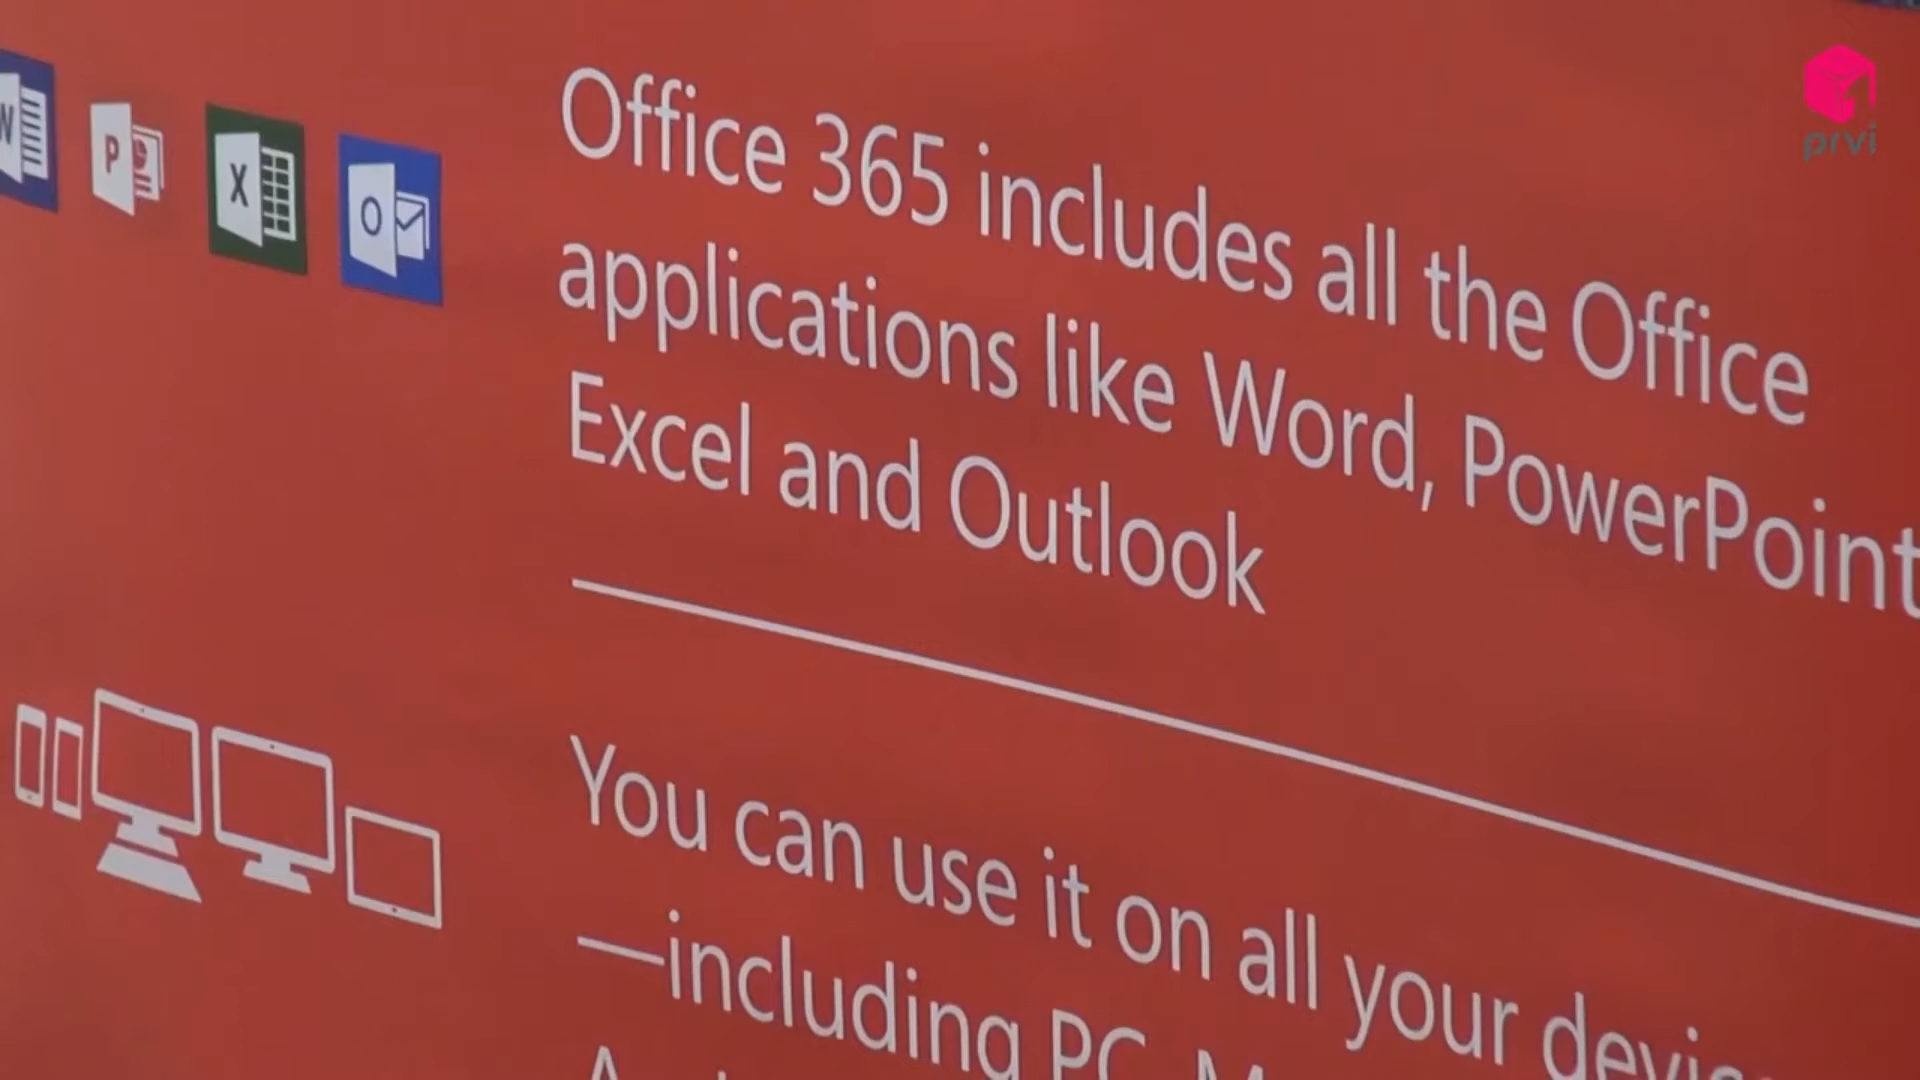 prvi
W
P
X
O
Office 365 includes all the Office
applications like Word, PowerPoint
Excel and Outlook
You can use it on all your
—including PC